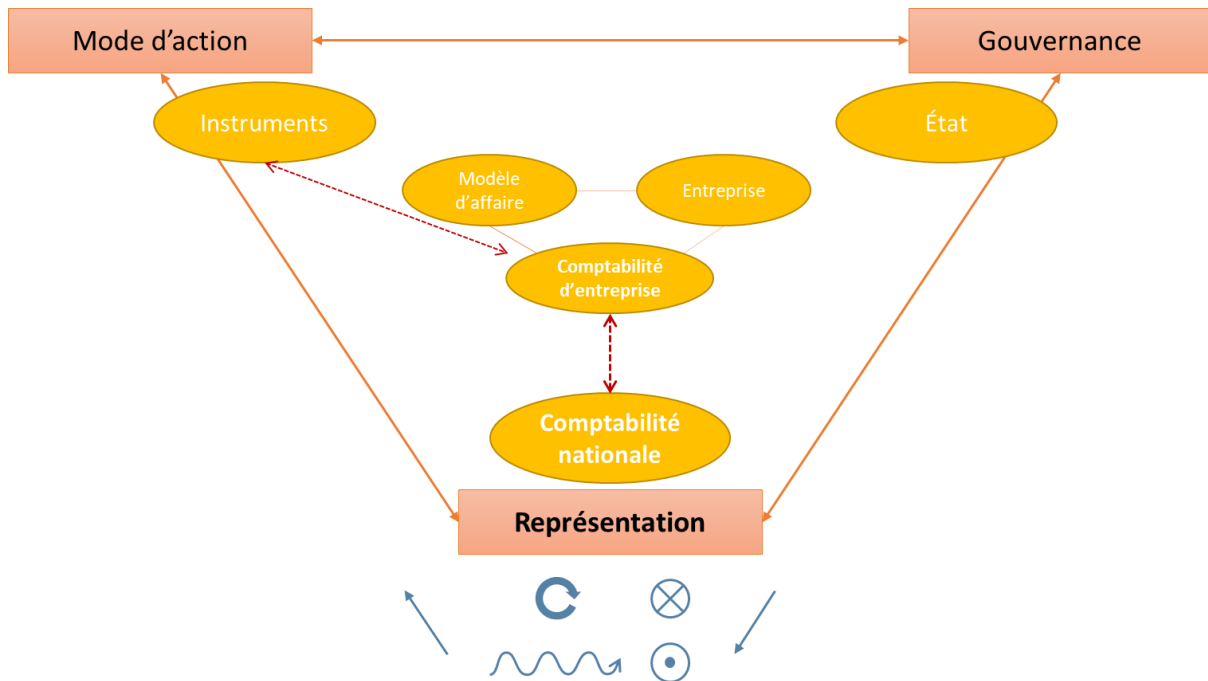 Mode d’action
Gouvernance
Instruments
État
Modèle
d’affaire
Entreprise
Comptabilité
d’entreprise
Comptabilité
nationale
Représentation